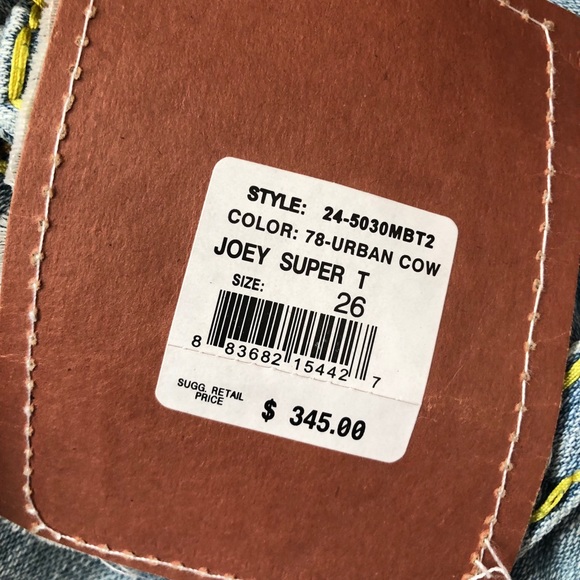 STYLE: 24-5030MBT2
COLOR: 78-URBAN COW
JOEY SUPER T
SIZE: 26
8 83682 15442 7
SUGG. RETAIL
PRICE
$ 345.00